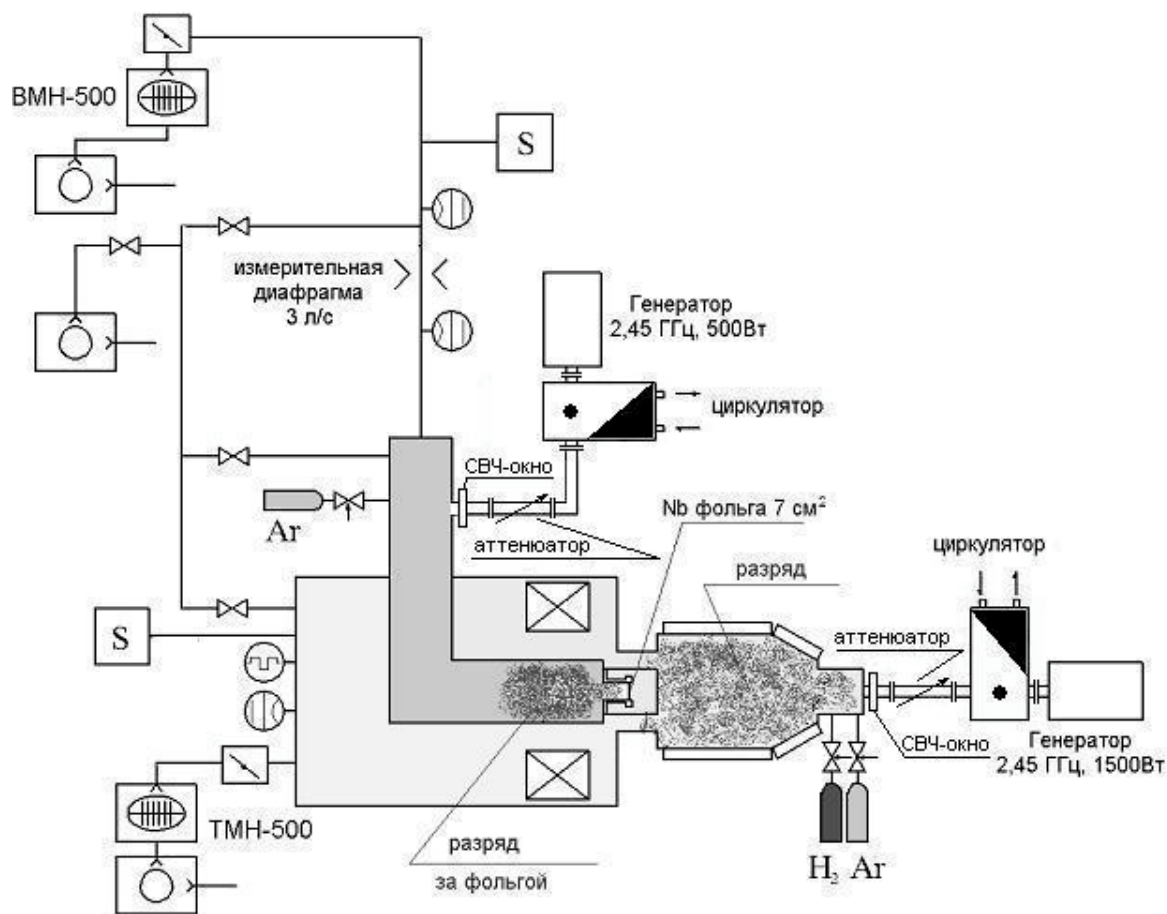 ВМН-500
S
измерительная
диафрагма
3 л/с
Генератор
2,45 ГГц, 500Вт
циркулятор
СВЧ-окно
Ar
аттенюатор
Nb фольга 7 см²
разряд
циркулятор
S
аттенюатор
СВЧ-окно
Генератор
2,45 ГГц, 1500Вт
ТМН-500
разряд
за фольгой
H₂ Ar